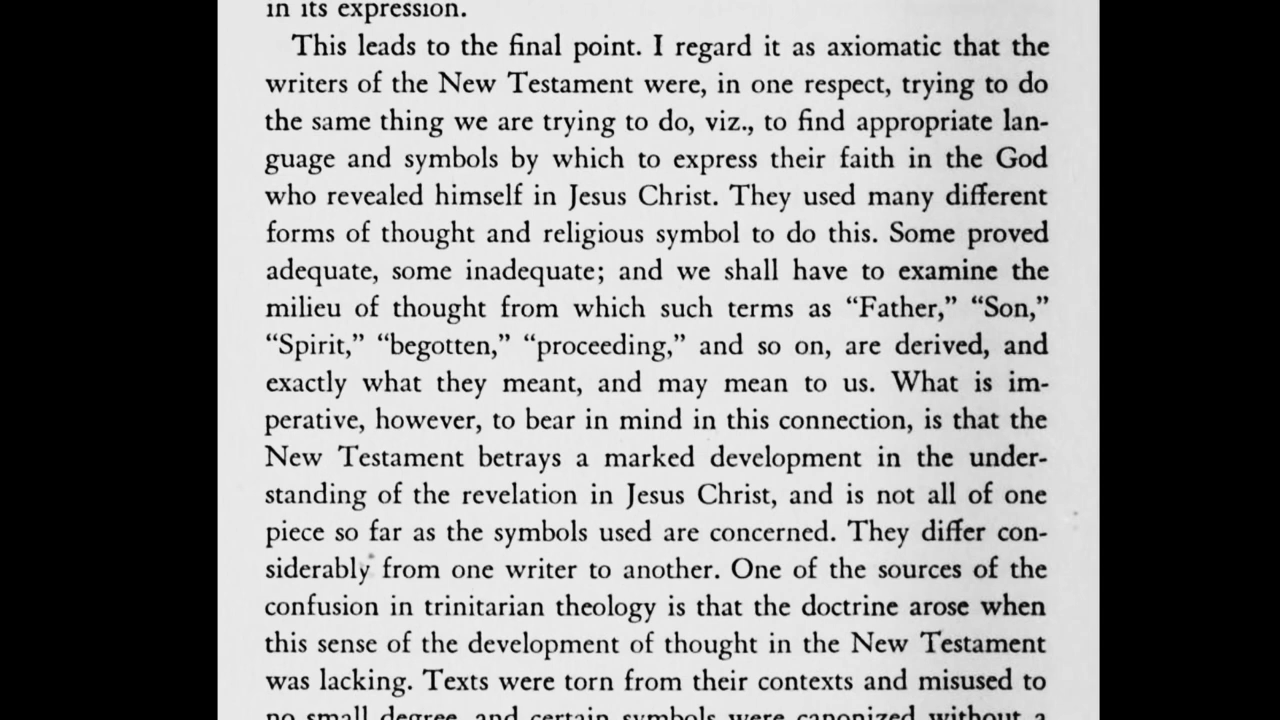 in its expression.
This leads to the final point. I regard it as axiomatic that the
writers of the New Testament were, in one respect, trying to do
the same thing we are trying to do, viz., to find appropriate lan-
guage and symbols by which to express their faith in the God
who revealed himself in Jesus Christ. They used many different
forms of thought and religious symbol to do this. Some proved
adequate, some inadequate; and we shall have to examine the
milieu of thought from which such terms as “Father,” “Son,”
“Spirit,” “begotten,” “proceeding,” and so on, are derived, and
exactly what they meant, and may mean to us. What is im-
perative, however, to bear in mind in this connection, is that the
New Testament betrays a marked development in the under-
standing of the revelation in Jesus Christ, and is not all of one
piece so far as the symbols used are concerned. They differ con-
siderably from one writer to another. One of the sources of the
confusion in trinitarian theology is that the doctrine arose when
this sense of the development of thought in the New Testament
was lacking. Texts were torn from their contexts and misused to
no small degree, and certain symbols were canonized without a